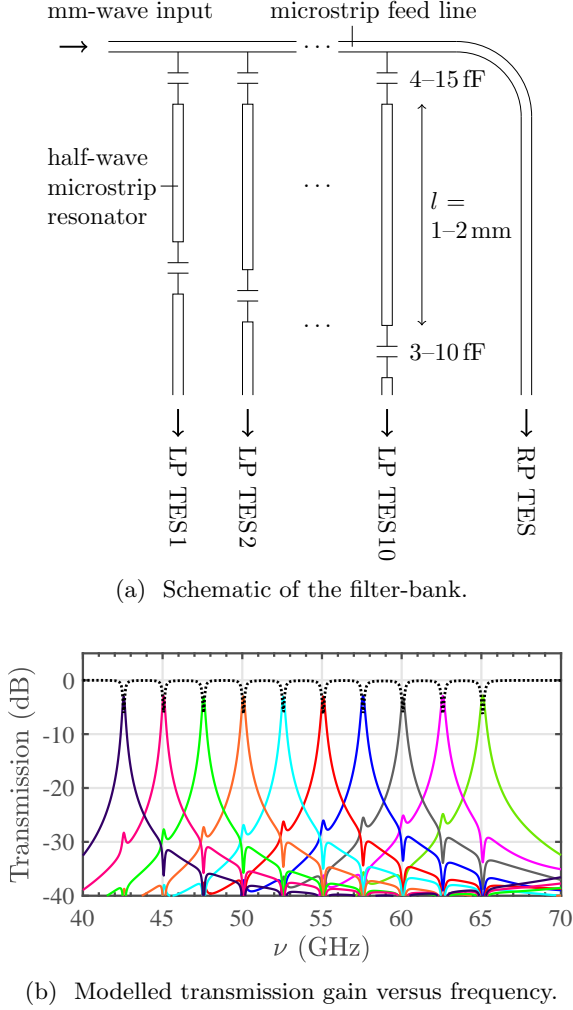 mm-wave input
microstrip feed line
4–15 fF
half-wave
microstrip
resonator
l =
1–2 mm
3–10 fF
LP TES1
LP TES2
LP TES10
RP TES
(a) Schematic of the filter-bank.
Transmission (dB)
0
-10
-20
-30
-40
40 45 50 55 60 65 70
ν (GHz)
(b) Modelled transmission gain versus frequency.